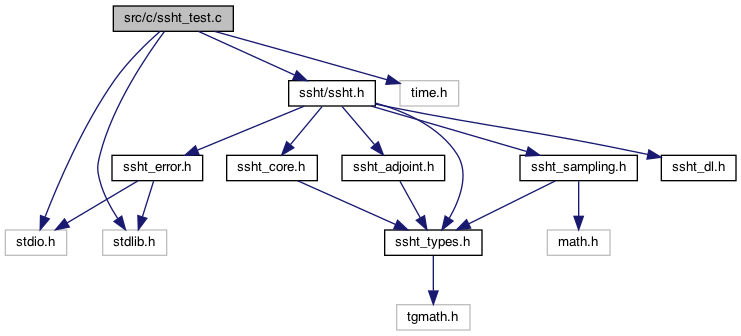 src/c/ssht_test.c
ssht/ssht.h
time.h
ssht_error.h
ssht_core.h
ssht_adjoint.h
ssht_sampling.h
ssht_dl.h
stdio.h
stdlib.h
ssht_types.h
math.h
tgmath.h